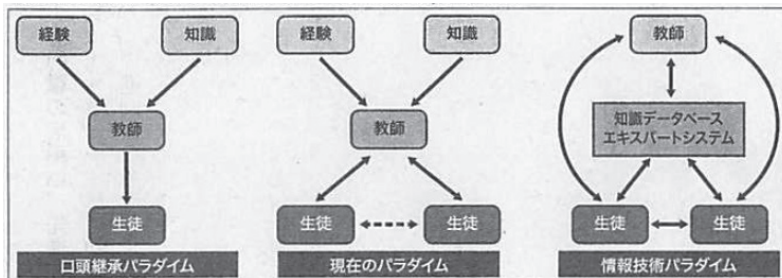 経験
知識
教師
生徒
口頭継承パラダイム
経験
知識
教師
生徒
生徒
現在のパラダイム
教師
知識データベース
エキスパートシステム
生徒
生徒
情報技術パラダイム